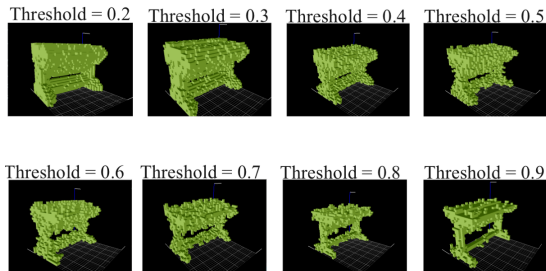 Threshold = 0.2 Threshold = 0.3 Threshold = 0.4 Threshold = 0.5
Threshold = 0.6 Threshold = 0.7 Threshold = 0.8 Threshold = 0.9